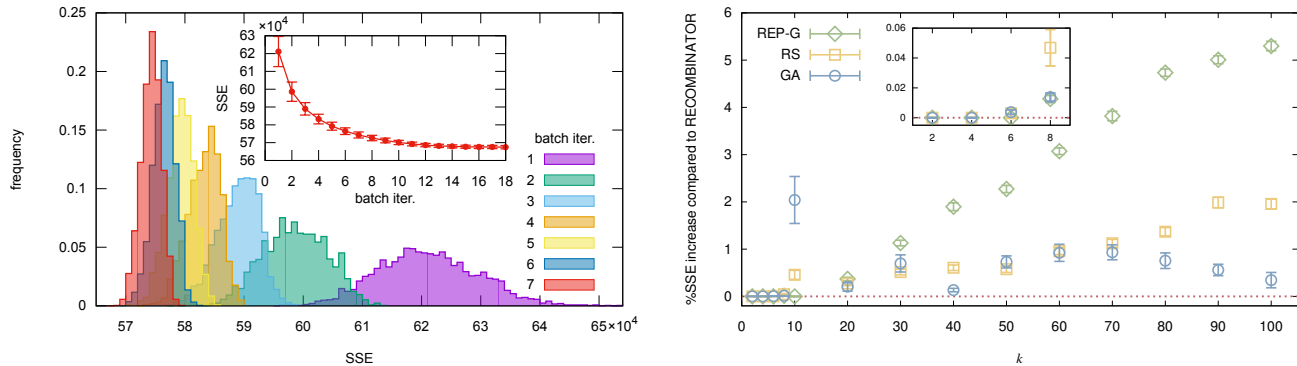 0.25
0.2
0.15
0.1
0.05
0
frequency
57 58 59 60 61 62 63 64 65×10⁴
SSE
×10⁴
63
62
61
60
59
58
57
56
SSE
0 2 4 6 8 10 12 14 16 18
batch iter.
batch iter.
1
2
3
4
5
6
7
%SSE increase compared to RECOMBINATOR
6
5
4
3
2
1
0
REP-G
RS
GA
0.06
0.04
0.02
0
2 4 6 8
0 10 20 30 40 50 60 70 80 90 100
k